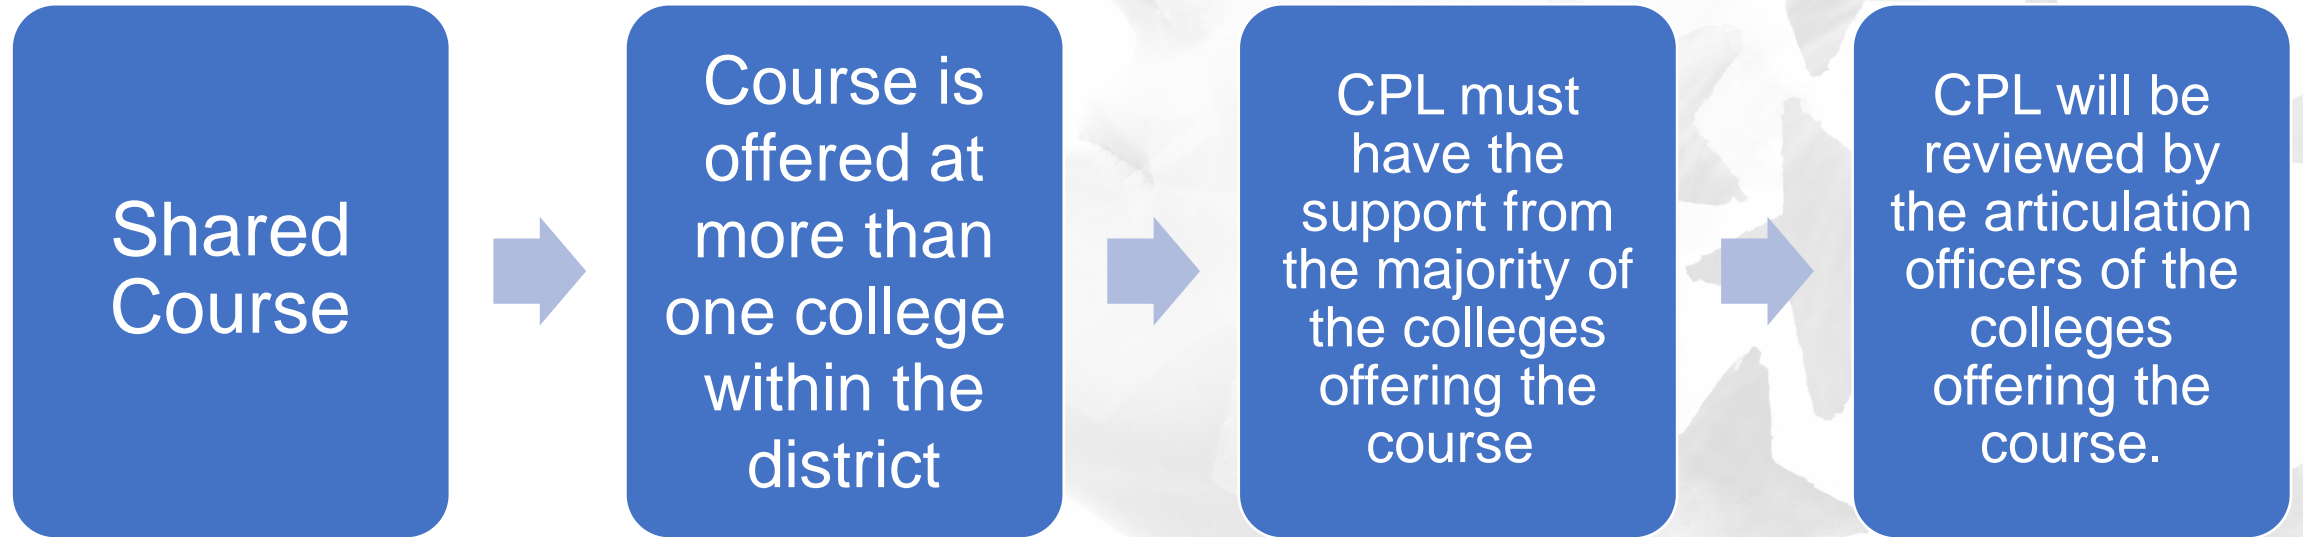 Shared
Course
Course is
offered at
more than
one college
within the
district
CPL must
have the
support from
the majority of
the colleges
offering the
course
CPL will be
reviewed by
the articulation
officers of the
colleges
offering the
course.